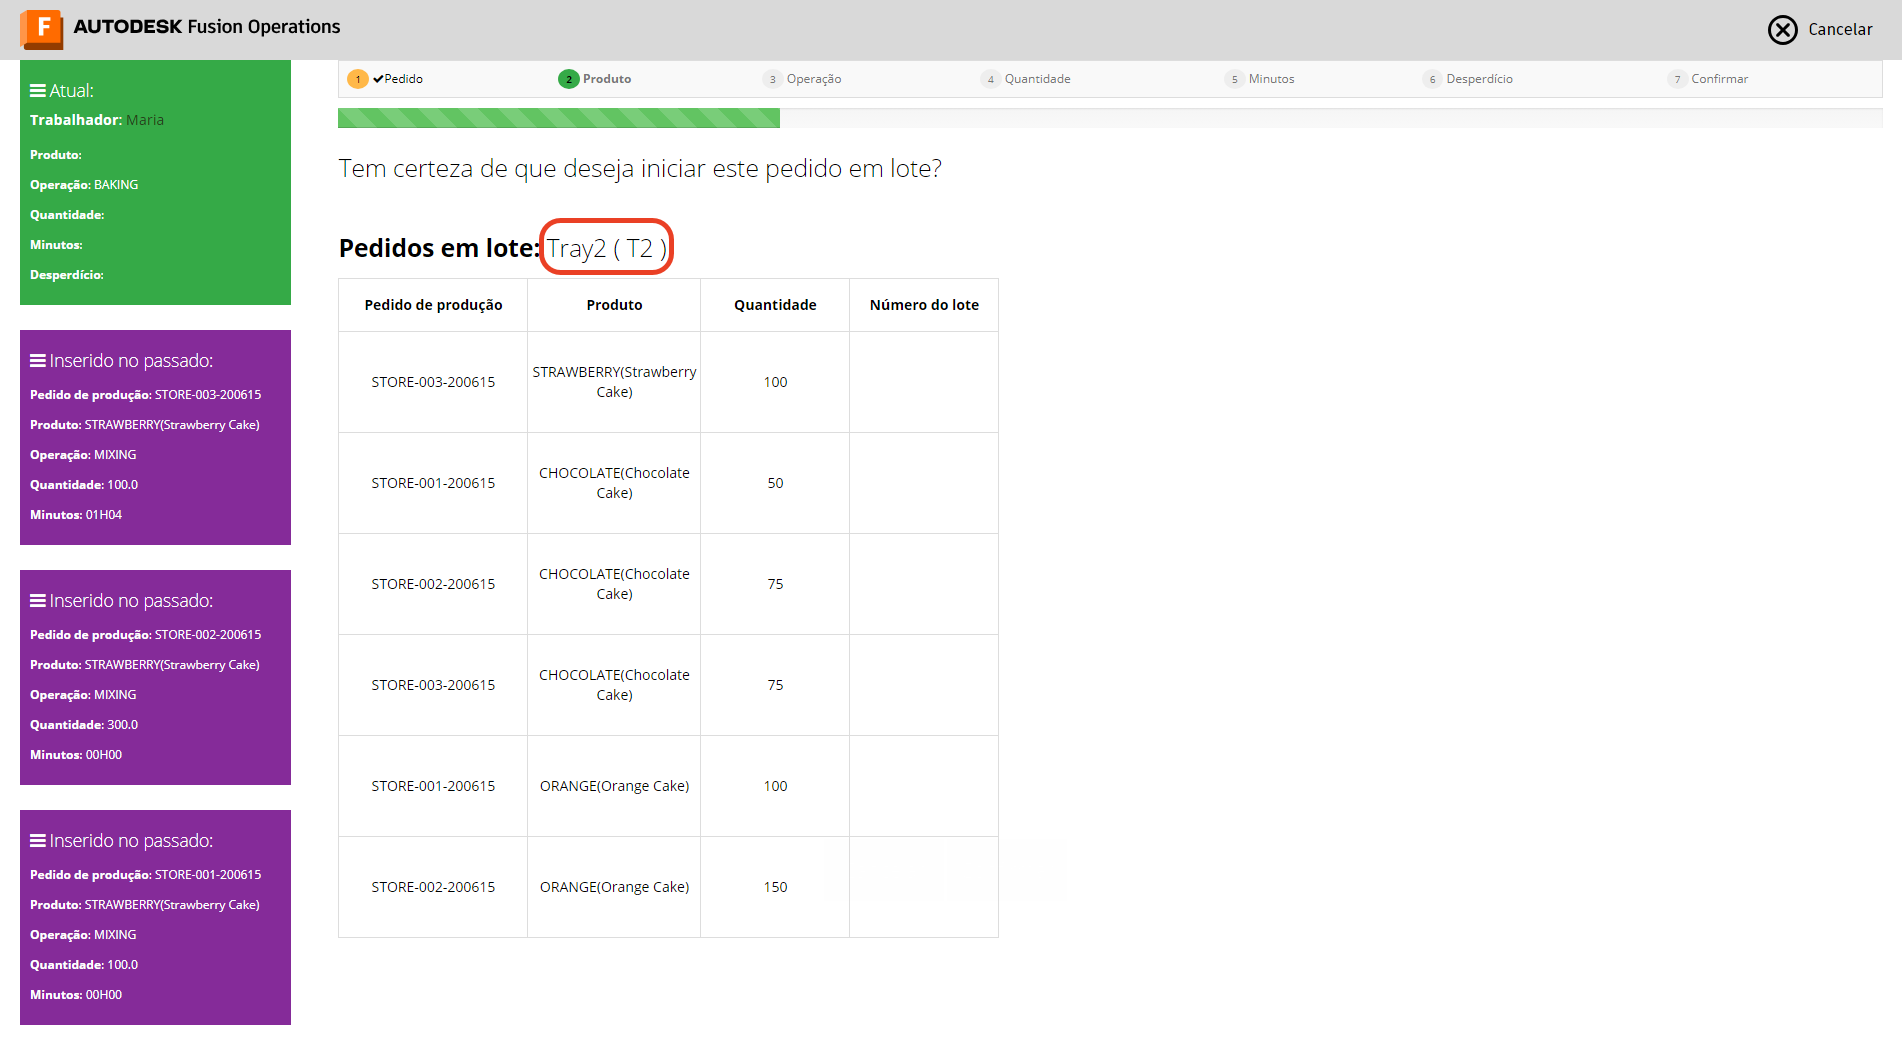 F AUTODESK Fusion Operations
Cancelar
Atual:
Trabalhador: Maria
Produto:
Operação: BAKING
Quantidade:
Minutos:
Desperdício:
Inserido no passado:
Pedido de produção: STORE-003-200615
Produto: STRAWBERRY(Strawberry Cake)
Operação: MIXING
Quantidade: 100.0
Minutos: 01H04
Inserido no passado:
Pedido de produção: STORE-002-200615
Produto: STRAWBERRY(Strawberry Cake)
Operação: MIXING
Quantidade: 300.0
Minutos: 00H00
Inserido no passado:
Pedido de produção: STORE-001-200615
Produto: STRAWBERRY(Strawberry Cake)
Operação: MIXING
Quantidade: 100.0
Minutos: 00H00
1 ✔Pedido 2 Produto 3 Operação 4 Quantidade 5 Minutos 6 Desperdício 7 Confirmar
Tem certeza de que deseja iniciar este pedido em lote?
Pedidos em lote: Tray2 ( T2 )
Pedido de produção Produto Quantidade Número do lote
STORE-003-200615 STRAWBERRY(Strawberry
Cake) 100
STORE-001-200615 CHOCOLATE(Chocolate
Cake) 50
STORE-002-200615 CHOCOLATE(Chocolate
Cake) 75
STORE-003-200615 CHOCOLATE(Chocolate
Cake) 75
STORE-001-200615 ORANGE(Orange Cake) 100
STORE-002-200615 ORANGE(Orange Cake) 150